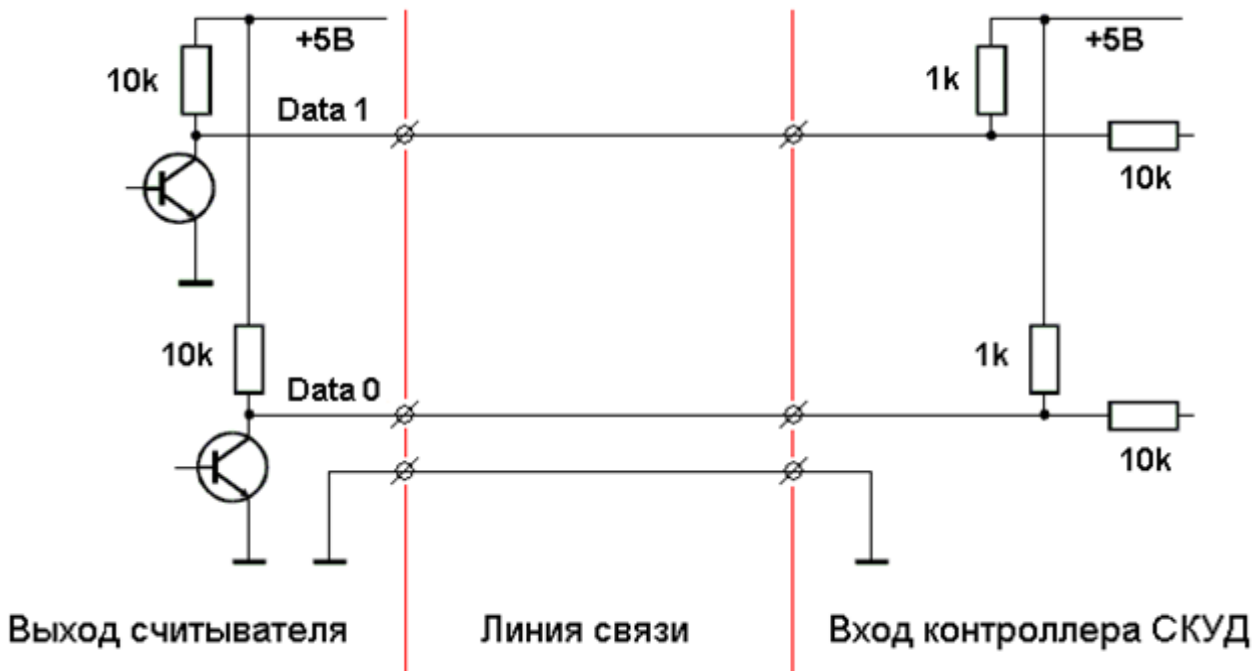 +5В
+5В
10k
1k
Data 1
10k
10k
1k
Data 0
10k
Выход считывателя
Линия связи
Вход контроллера СКУД